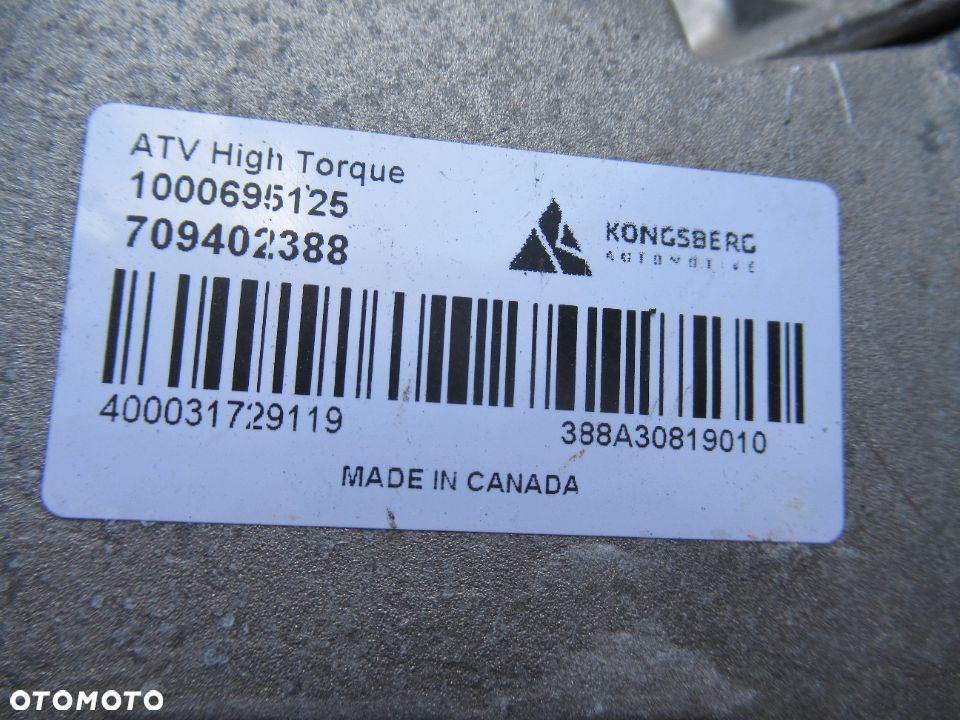 ATV High Torque
1000695125
709402388
KONGSBERG
AUTOMOTIVE
400031729119
388A30819010
MADE IN CANADA
OTOMOTO